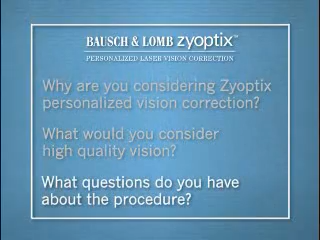 BAUSCH & LOMB zyoptix™
PERSONALIZED LASER VISION CORRECTION
Why are you considering Zyoptix
personalized vision correction?
What would you consider
high quality vision?
What questions do you have
about the procedure?